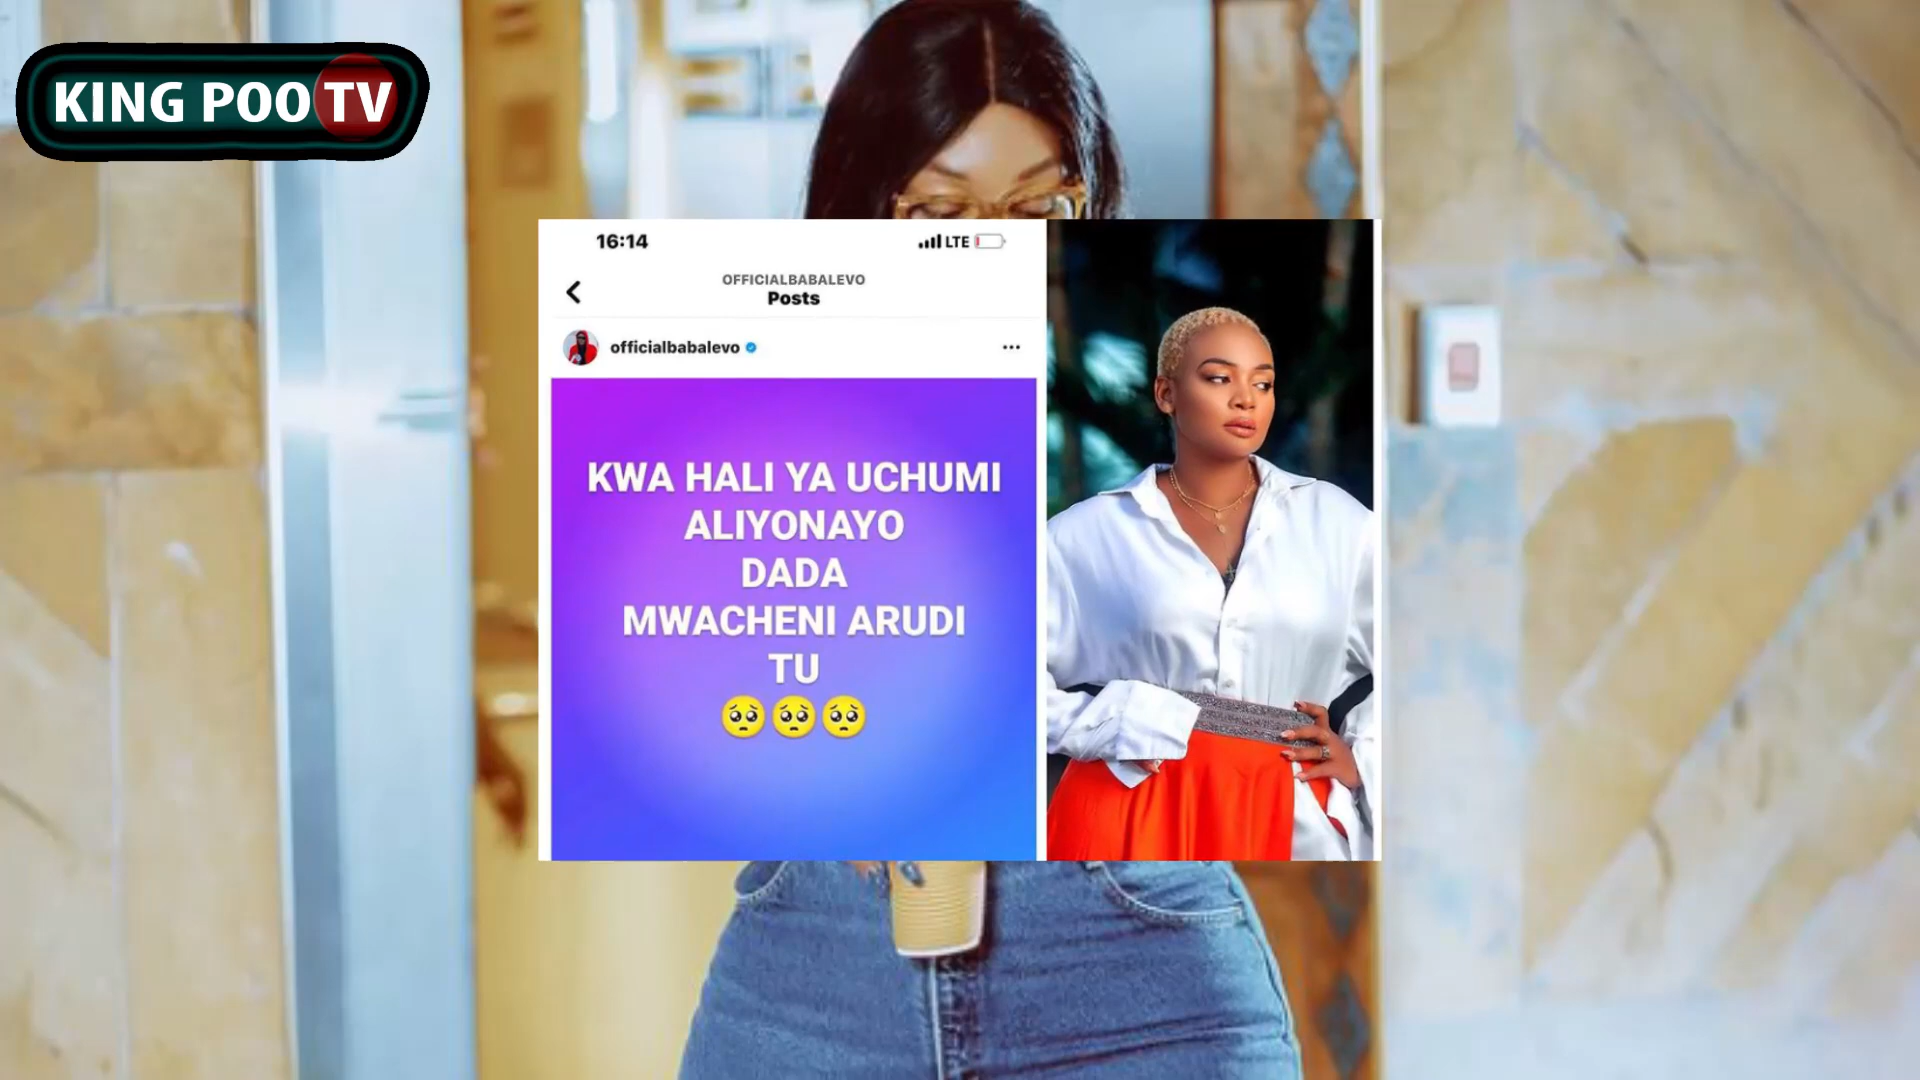 KING POO TV
16:14
LTE
OFFICIALBABALEVO
Posts
officialbabalevo
KWA HALI YA UCHUMI
ALIYONAYO
DADA
MWACHENI ARUDI
TU
🥺🥺🥺